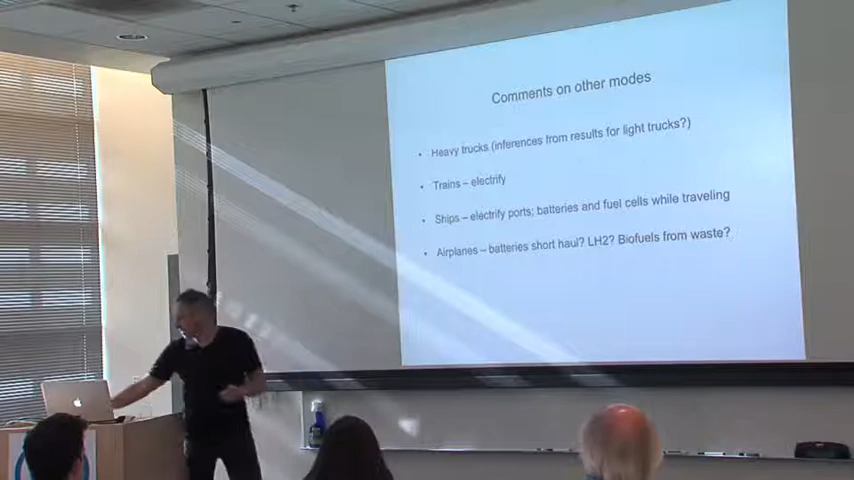 Comments on other modes
• Heavy trucks (inferences from results for light trucks?)
• Trains – electrify
• Ships – electrify ports; batteries and fuel cells while traveling
• Airplanes – batteries short haul? LH2? Biofuels from waste?